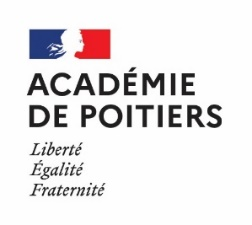 ACADÉMIE
DE POITIERS
Liberté
Égalité
Fraternité